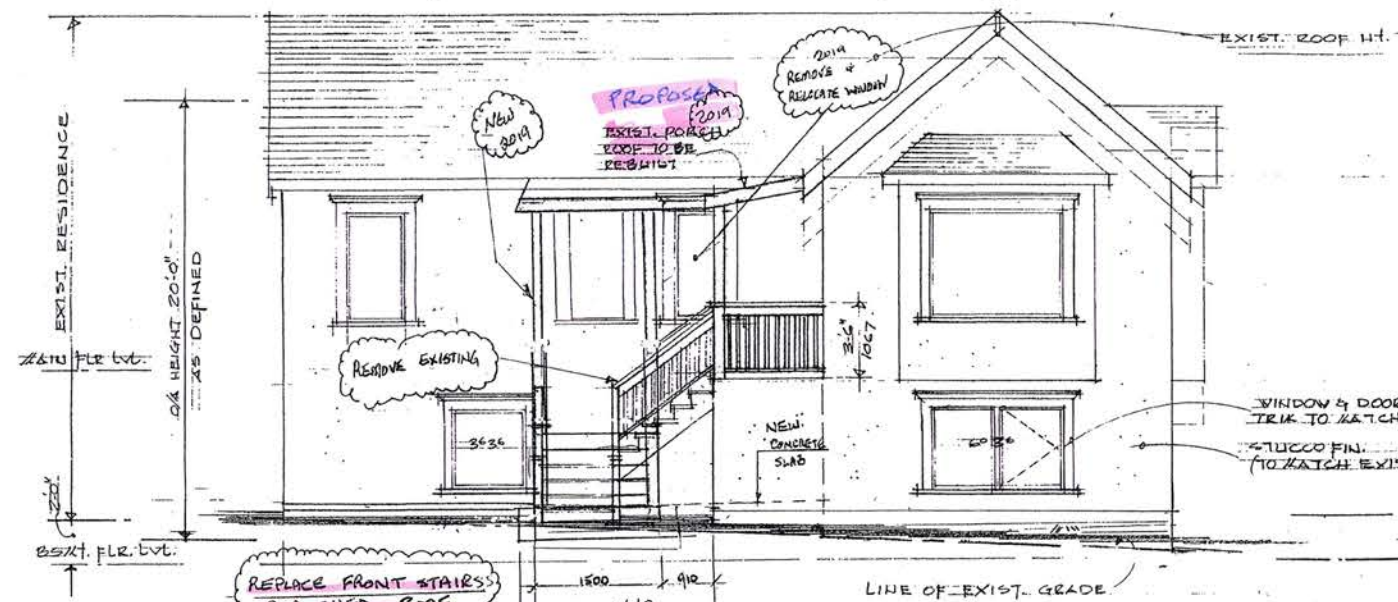 EXIST. ROOF HT.
2019
REMOVE &
RELOCATE WINDOW
PROPOSED
2019
NEW
2019
EXIST. PORCH
ROOF TO BE
REBUILT
EXIST. RESIDENCE
O/A HEIGHT 20'-0"
AS DEFINED
MAIN FLR LVL.
REMOVE EXISTING
3'-6"
1067
3636
NEW
CONCRETE
SLAB
WINDOW & DOOR
TRIM TO MATCH
STUCCO FIN.
(TO MATCH EXIS
BSMT. FLR. LVL.
REPLACE FRONT STAIRS
1500
910
LINE OF EXIST. GRADE